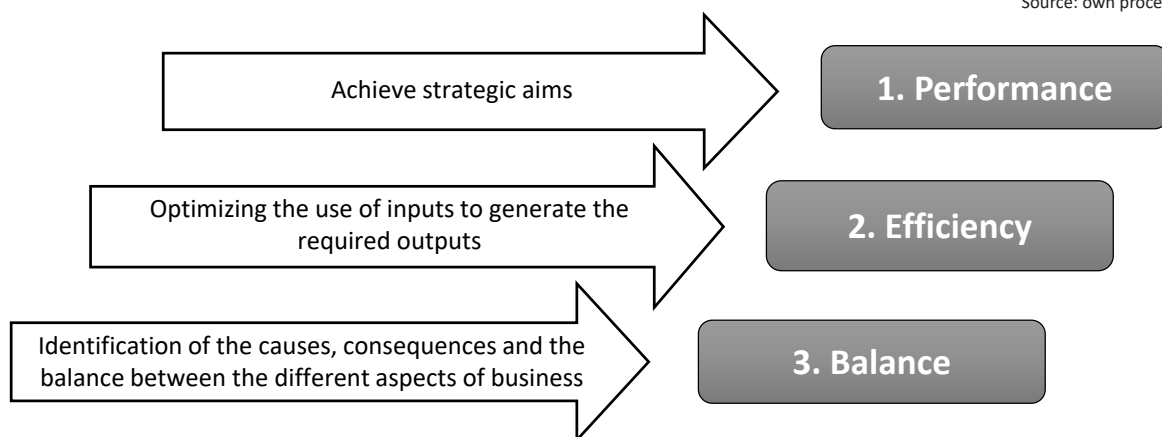 Source: own proce
Achieve strategic aims
1. Performance
Optimizing the use of inputs to generate the
required outputs
2. Efficiency
Identification of the causes, consequences and the
balance between the different aspects of business
3. Balance